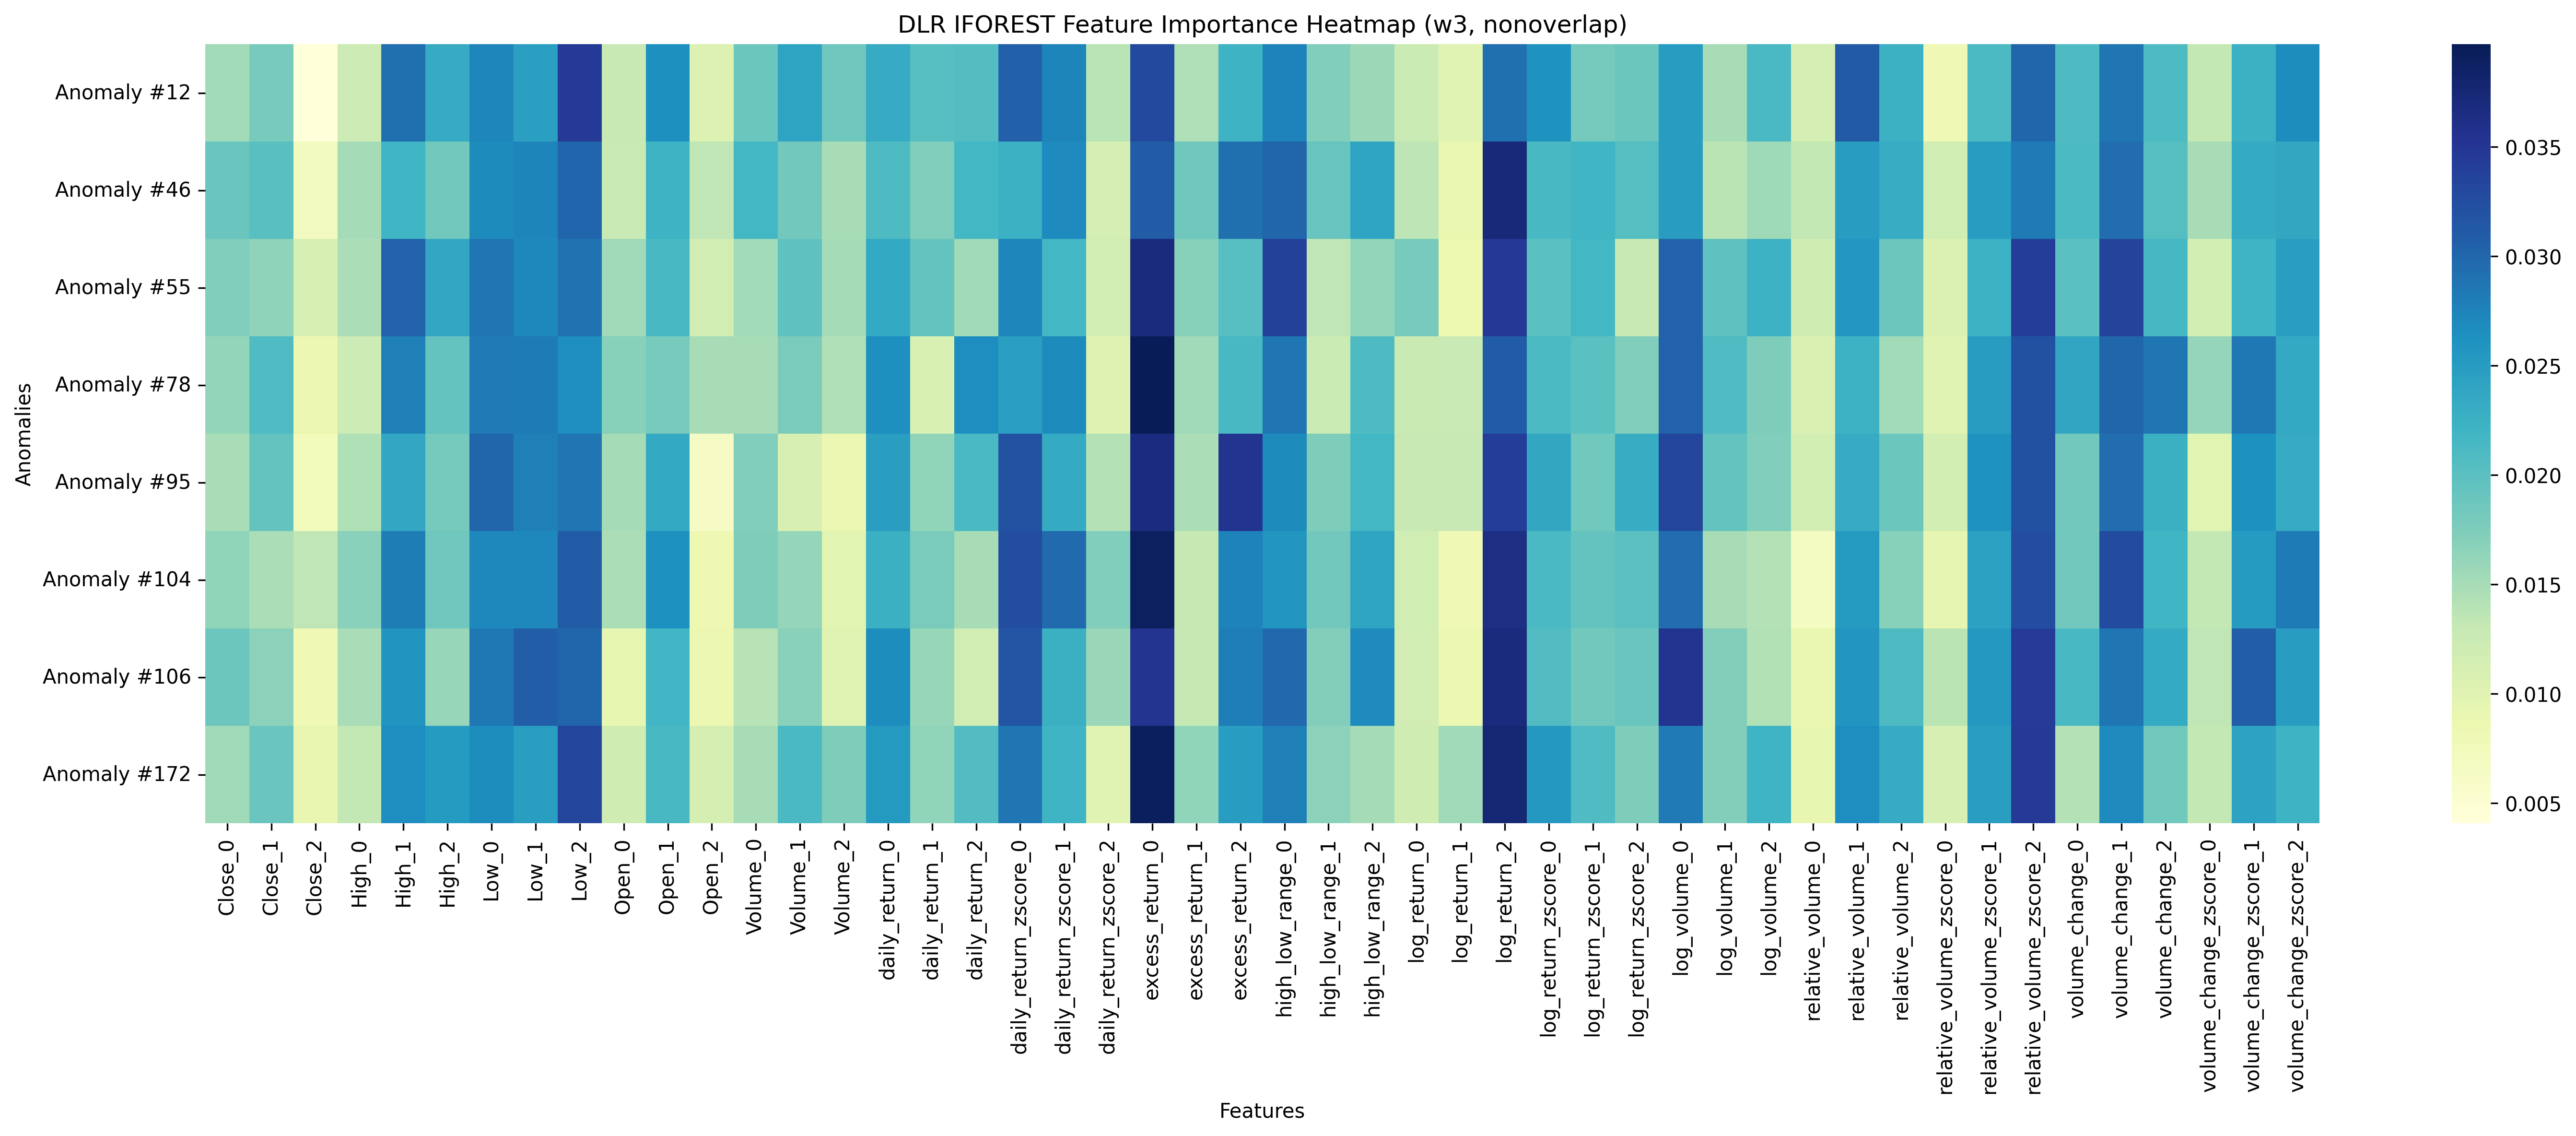 DLR IFOREST Feature Importance Heatmap (w3, nonoverlap)
Anomalies
Anomaly #12
Anomaly #46
Anomaly #55
Anomaly #78
Anomaly #95
Anomaly #104
Anomaly #106
Anomaly #172
0.035
0.030
0.025
0.020
0.015
0.010
0.005
Close_0
Close_1
Close_2
High_0
High_1
High_2
Low_0
Low_1
Low_2
Open_0
Open_1
Open_2
Volume_0
Volume_1
Volume_2
daily_return_0
daily_return_1
daily_return_2
daily_return_zscore_0
daily_return_zscore_1
daily_return_zscore_2
excess_return_0
excess_return_1
excess_return_2
high_low_range_0
high_low_range_1
high_low_range_2
log_return_0
log_return_1
log_return_2
log_return_zscore_0
log_return_zscore_1
log_return_zscore_2
log_volume_0
log_volume_1
log_volume_2
relative_volume_0
relative_volume_1
relative_volume_2
relative_volume_zscore_0
relative_volume_zscore_1
relative_volume_zscore_2
volume_change_0
volume_change_1
volume_change_2
volume_change_zscore_0
volume_change_zscore_1
volume_change_zscore_2
Features